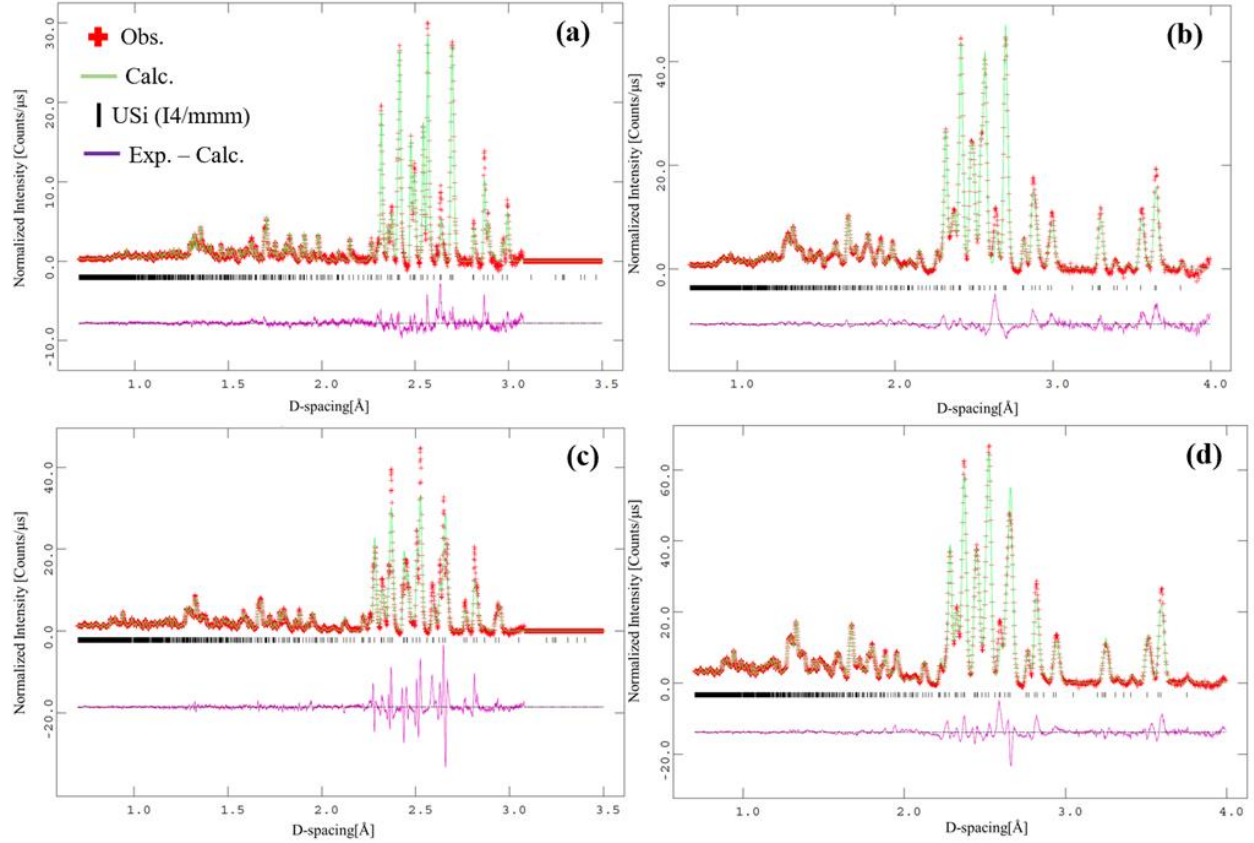 (a)
Obs.
Calc.
USi (I4/mmm)
Exp. – Calc.
Normalized Intensity [Counts/µs]
30.0
20.0
10.0
0.0
-10.0
1.0 1.5 2.0 2.5 3.0 3.5
D-spacing[Å]
(b)
Normalized Intensity [Counts/µs]
40.0
20.0
0.0
1.0 2.0 3.0 4.0
D-spacing[Å]
(c)
Normalized Intensity [Counts/µs]
40.0
20.0
0.0
-20.0
1.0 1.5 2.0 2.5 3.0 3.5
D-spacing[Å]
(d)
Normalized Intensity [Counts/µs]
60.0
40.0
20.0
0.0
-20.0
1.0 2.0 3.0 4.0
D-spacing[Å]